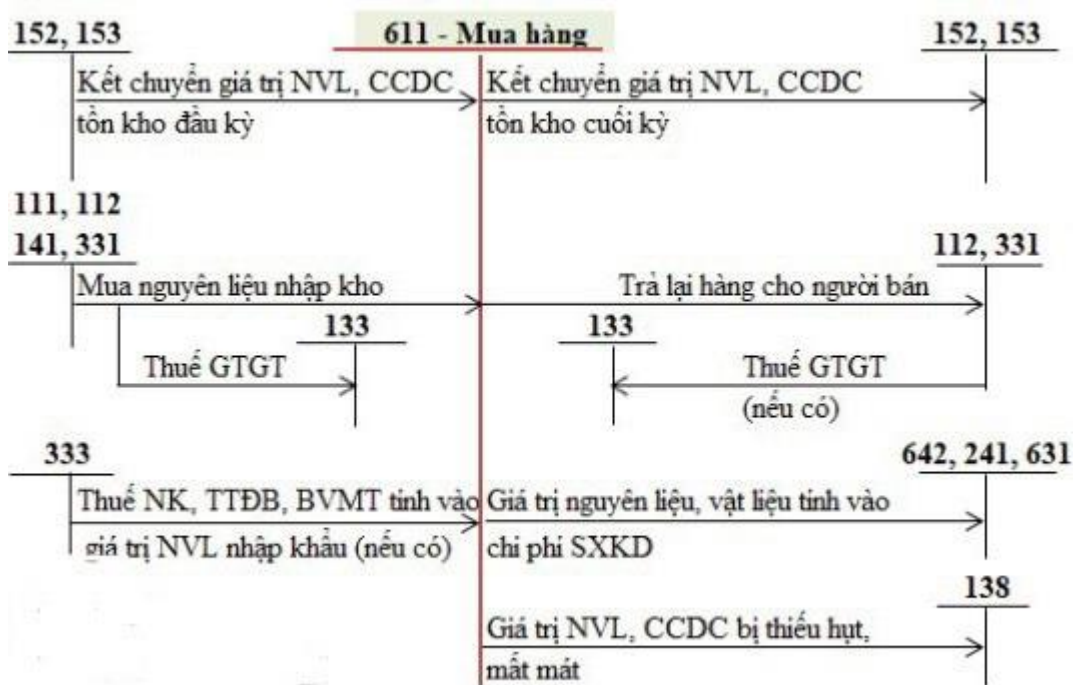 152, 153
611 - Mua hàng
152, 153
Kết chuyển giá trị NVL, CCDC
tồn kho đầu kỳ
Kết chuyển giá trị NVL, CCDC
tồn kho cuối kỳ
111, 112
141, 331
112, 331
Mua nguyên liệu nhập kho
Trả lại hàng cho người bán
133
133
Thuế GTGT
Thuế GTGT
(nếu có)
333
642, 241, 631
Thuế NK, TTĐB, BVMT tính vào
giá trị NVL nhập khẩu (nếu có)
Giá trị nguyên liệu, vật liệu tính vào
chi phí SXKD
138
Giá trị NVL, CCDC bị thiếu hụt,
mất mát